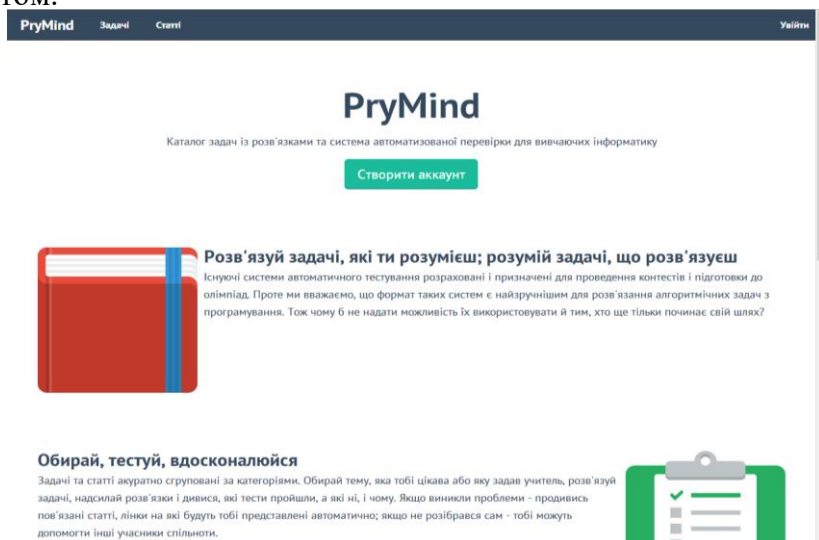 том.
PryMind Задачі Статті Увійти
PryMind
Каталог задач із розв'язками та система автоматизованої перевірки для вивчаючих інформатику
Створити аккаунт
Розв'язуй задачі, які ти розумієш; розумій задачі, що розв'язуєш
Існуючі системи автоматичного тестування розраховані і призначені для проведення контестів і підготовки до
олімпіад. Проте ми вважаємо, що формат таких систем є найзручнішим для розв'язання алгоритмічних задач з
програмування. Тож чому б не надати можливість їх використовувати й тим, хто ще тільки починає свій шлях?
Обирай, тестуй, вдосконалюйся
Задачі та статті акуратно згруповані за категоріями. Обирай тему, яка тобі цікава або яку задав учитель, розв'язуй
задачі, надсилай розв'язки і дивися, які тести пройшли, а які ні, і чому. Якщо виникли проблеми - продивись
пов'язані статті, лінки на які будуть тобі представлені автоматично; якщо не розібрався сам - тобі можуть
допомогти інші учасники спільноти.